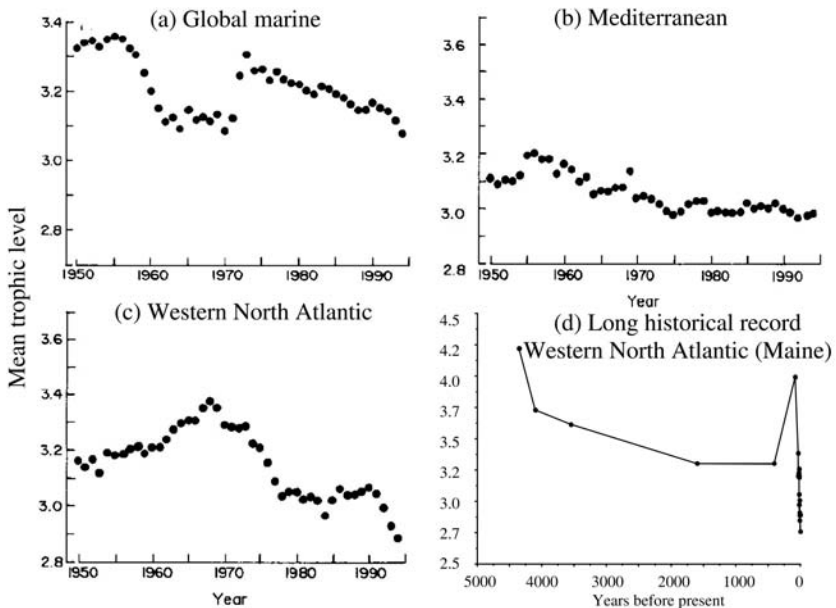 Mean trophic level
(a) Global marine
3.4
3.2
3.0
2.8
1950 1960 1970 1980 1990
(b) Mediterranean
3.6
3.4
3.2
3.0
2.8
1950 1960 1970 1980 1990
Year
(c) Western North Atlantic
3.6
3.4
3.2
3.0
2.8
1950 1960 1970 1980 1990
Year
(d) Long historical record
Western North Atlantic (Maine)
4.5
4.2
4.0
3.7
3.5
3.2
3.0
2.7
2.5
5000 4000 3000 2000 1000 0
Years before present